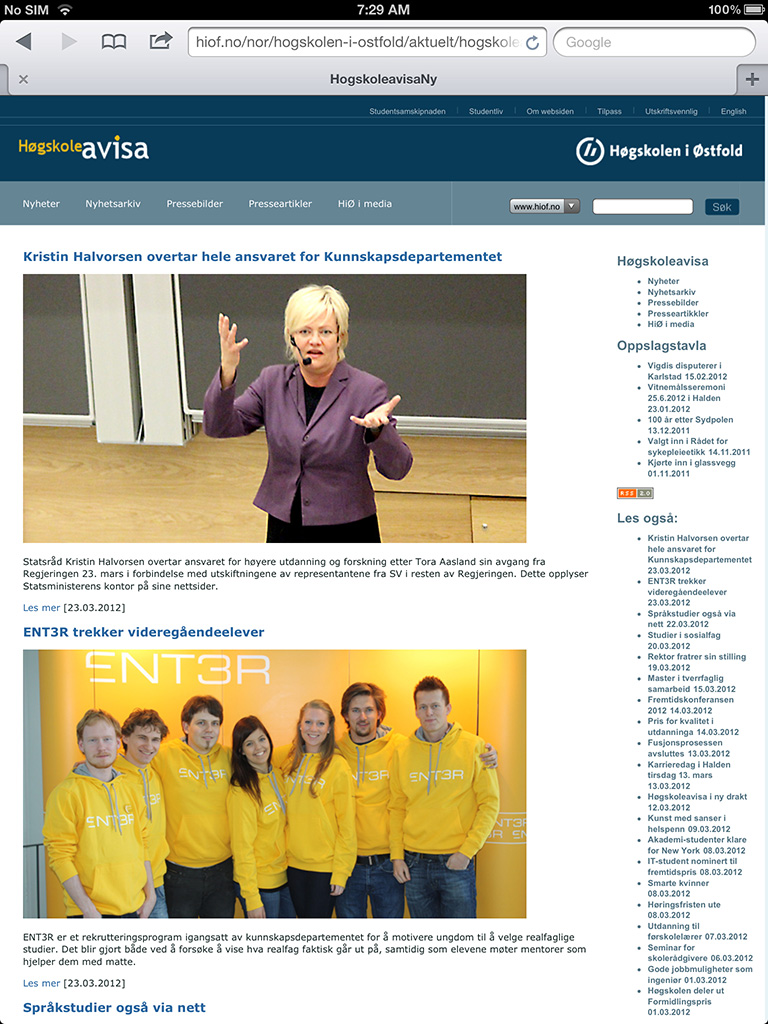 No SIM 7:29 AM 100%
hiof.no/nor/hogskolen-i-ostfold/aktuelt/hogskole
Google
HogskoleavisaNy
Studentsamskipnaden Studentliv Om websiden Tilpass Utskriftsvennlig English
Høgskoleavisa
Høgskolen i Østfold
Nyheter Nyhetsarkiv Pressebilder Presseartikler HiØ i media
www.hiof.no Søk
Kristin Halvorsen overtar hele ansvaret for Kunnskapsdepartementet
Statsråd Kristin Halvorsen overtar ansvaret for høyere utdanning og forskning etter Tora Aasland sin avgang fra
Regjeringen 23. mars i forbindelse med utskiftningene av representantene fra SV i resten av Regjeringen. Dette opplyser
Statsministerens kontor på sine nettsider.
Les mer [23.03.2012]
ENT3R trekker videregåendeelever
ENT3R
ENT3R
ENT3R
ENT3R
ENT3R
ENT3R
ENT3R er et rekrutteringsprogram igangsatt av kunnskapsdepartementet for å motivere ungdom til å velge realfaglige
studier. Det blir gjort både ved å forsøke å vise hva realfag faktisk går ut på, samtidig som elevene møter mentorer som
hjelper dem med matte.
Les mer [23.03.2012]
Språkstudier også via nett
Høgskoleavisa
Nyheter
Nyhetsarkiv
Pressebilder
Presseartikkler
HiØ i media
Oppslagstavla
Vigdis disputerer i
Karlstad 15.02.2012
Vitnemålsseremoni
25.6.2012 i Halden
23.01.2012
100 år etter Sydpolen
13.12.2011
Valgt inn i Rådet for
sykepleieetikk 14.11.2011
Kjørte inn i glassvegg
01.11.2011
RSS 2.0
Les også:
Kristin Halvorsen overtar
hele ansvaret for
Kunnskapsdepartementet
23.03.2012
ENT3R trekker
videregåendeelever
23.03.2012
Språkstudier også via
nett 22.03.2012
Studier i sosialfag
20.03.2012
Rektor fratrer sin stilling
19.03.2012
Master i tverrfaglig
samarbeid 15.03.2012
Fremtidskonferansen
2012 14.03.2012
Pris for kvalitet i
utdanninga 14.03.2012
Fusjonsprosessen
avsluttes 13.03.2012
Karrieredag i Halden
tirsdag 13. mars
13.03.2012
Høgskoleavisa i ny drakt
12.03.2012
Kunst med sanser i
helspenn 09.03.2012
Akademi-studenter klare
for New York 08.03.2012
IT-student nominert til
fremtidspris 08.03.2012
Smarte kvinner
08.03.2012
Høringsfristen ute
08.03.2012
Utdanning til
førskolelærer 07.03.2012
Seminar for
skolerådgivere 06.03.2012
Gode jobbmuligheter som
ingeniør 01.03.2012
Høgskolen deler ut
Formidlingspris
01.03.2012